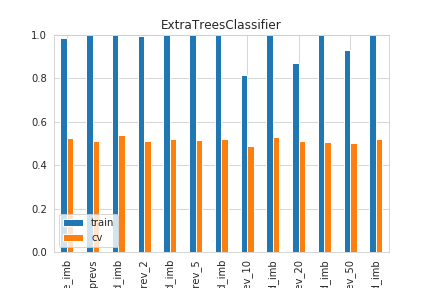 ExtraTreesClassifier
1.0
0.8
0.6
0.4
0.2
0.0
train
cv
e_imb
prevs
d_imb
rev_2
d_imb
rev_5
d_imb
ev_10
d_imb
ev_20
d_imb
ev_50
d_imb